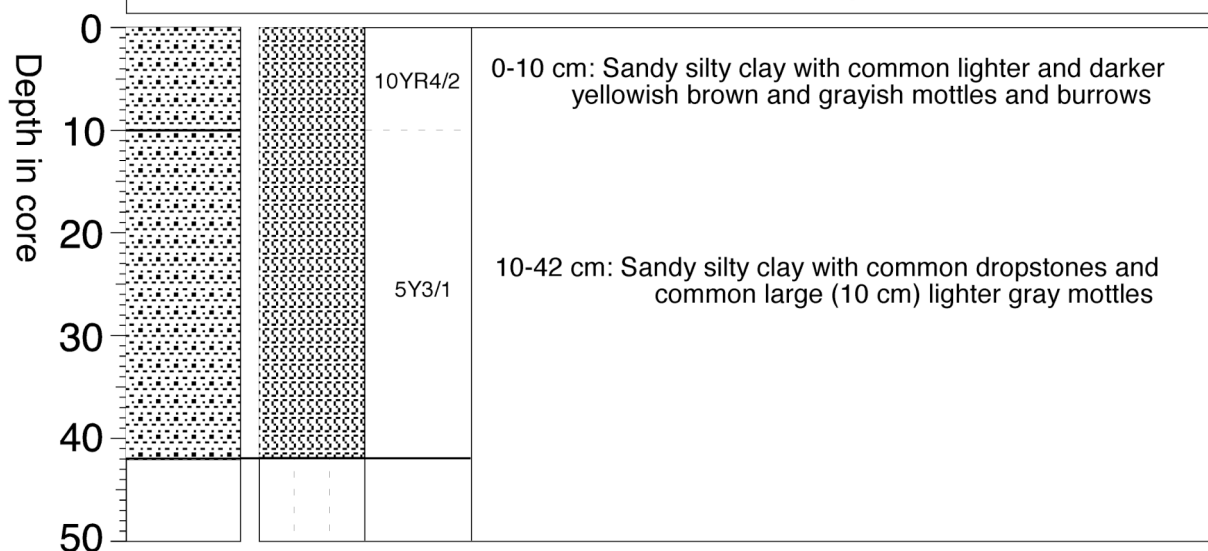 0
10YR4/2
0-10 cm: Sandy silty clay with common lighter and darker
yellowish brown and grayish mottles and burrows
Depth in core
10
20
10-42 cm: Sandy silty clay with common dropstones and
5Y3/1
common large (10 cm) lighter gray mottles
30
40
50